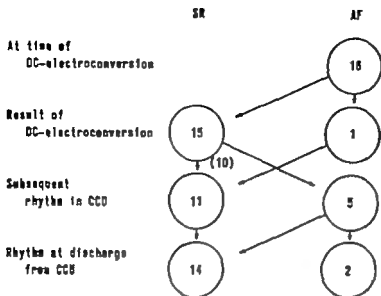 SR AF
At time of
DC-electroconversion
16
Result of
DC-electroconversion
15 1
(10)
Subsequent
rhythm in CCU
11 5
Rhythm at discharge
from CCU
14 2